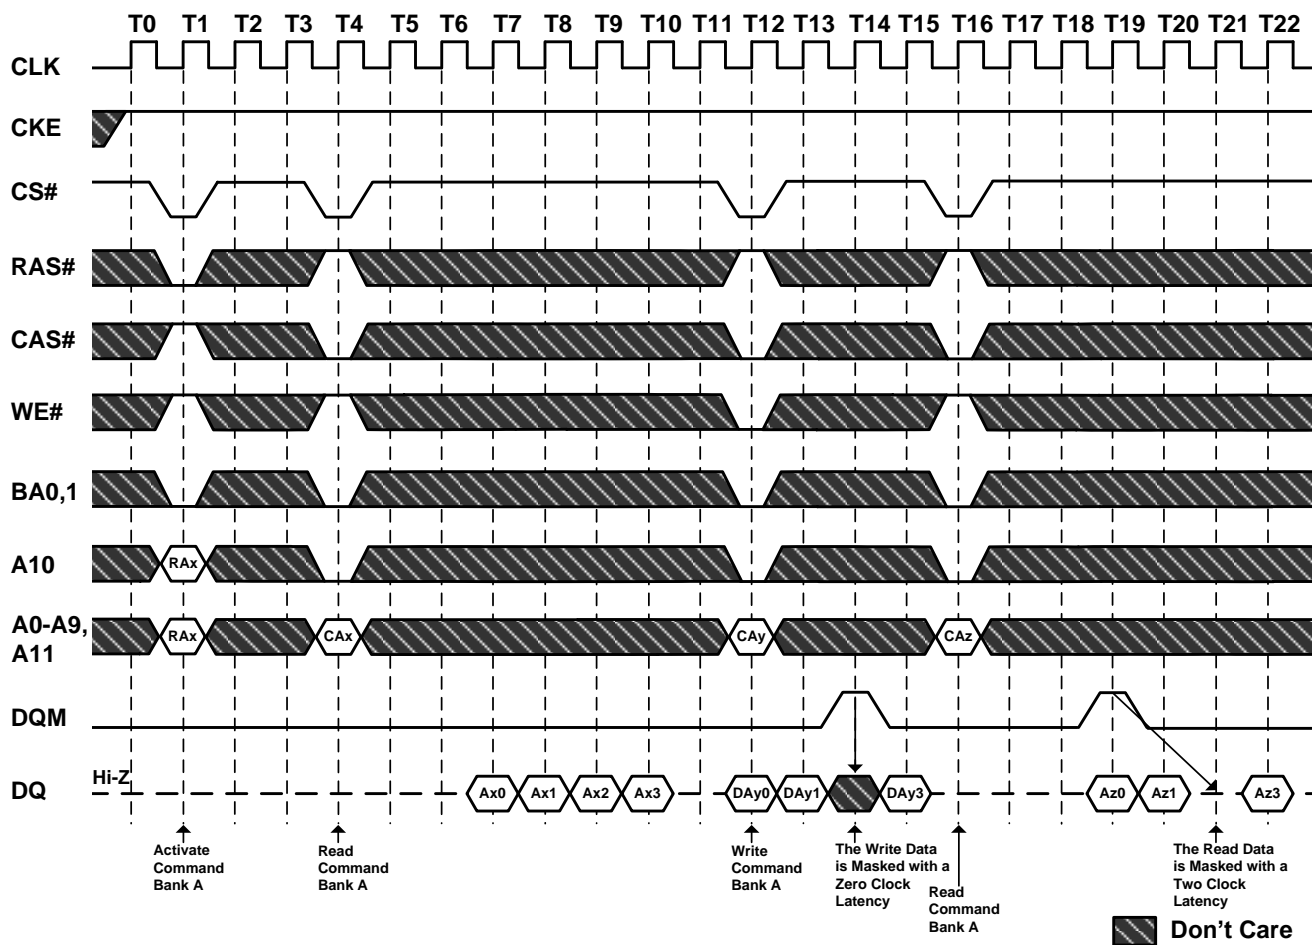 T0 T1 T2 T3 T4 T5 T6 T7 T8 T9 T10 T11 T12 T13 T14 T15 T16 T17 T18 T19 T20 T21 T22
CLK
CKE
CS#
RAS#
CAS#
WE#
BA0,1
A10 RAx
A0-A9,
A11
RAx CAx CAy CAz
DQM
Hi-Z
DQ Ax0 Ax1 Ax2 Ax3 DAy0 DAy1 DAy3 Az0 Az1 Az3
Activate
Command
Bank A
Read
Command
Bank A
Write
Command
Bank A
The Write Data
is Masked with a
Zero Clock
Latency
Read
Command
Bank A
The Read Data
is Masked with a
Two Clock
Latency
Don't Care